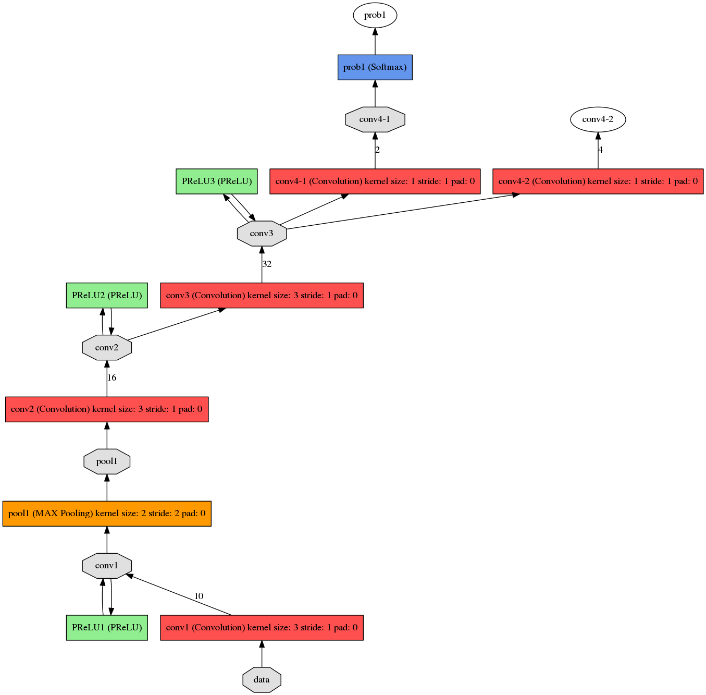 prob1
prob1 (Softmax)
conv4-1
conv4-2
2
4
PReLU3 (PReLU)
conv4-1 (Convolution) kernel size: 1 stride: 1 pad: 0
conv4-2 (Convolution) kernel size: 1 stride: 1 pad: 0
conv3
32
PReLU2 (PReLU)
conv3 (Convolution) kernel size: 3 stride: 1 pad: 0
conv2
16
conv2 (Convolution) kernel size: 3 stride: 1 pad: 0
pool1
pool1 (MAX Pooling) kernel size: 2 stride: 2 pad: 0
conv1
10
PReLU1 (PReLU)
conv1 (Convolution) kernel size: 3 stride: 1 pad: 0
data